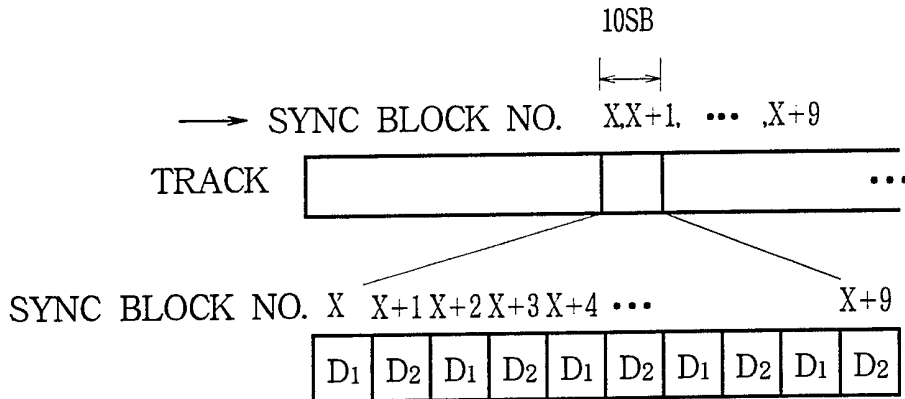 10SB
→ SYNC BLOCK NO. X,X+1, ••• ,X+9
TRACK •••
SYNC BLOCK NO. X X+1 X+2 X+3 X+4 ••• X+9
D₁ D₂ D₁ D₂ D₁ D₂ D₁ D₂ D₁ D₂